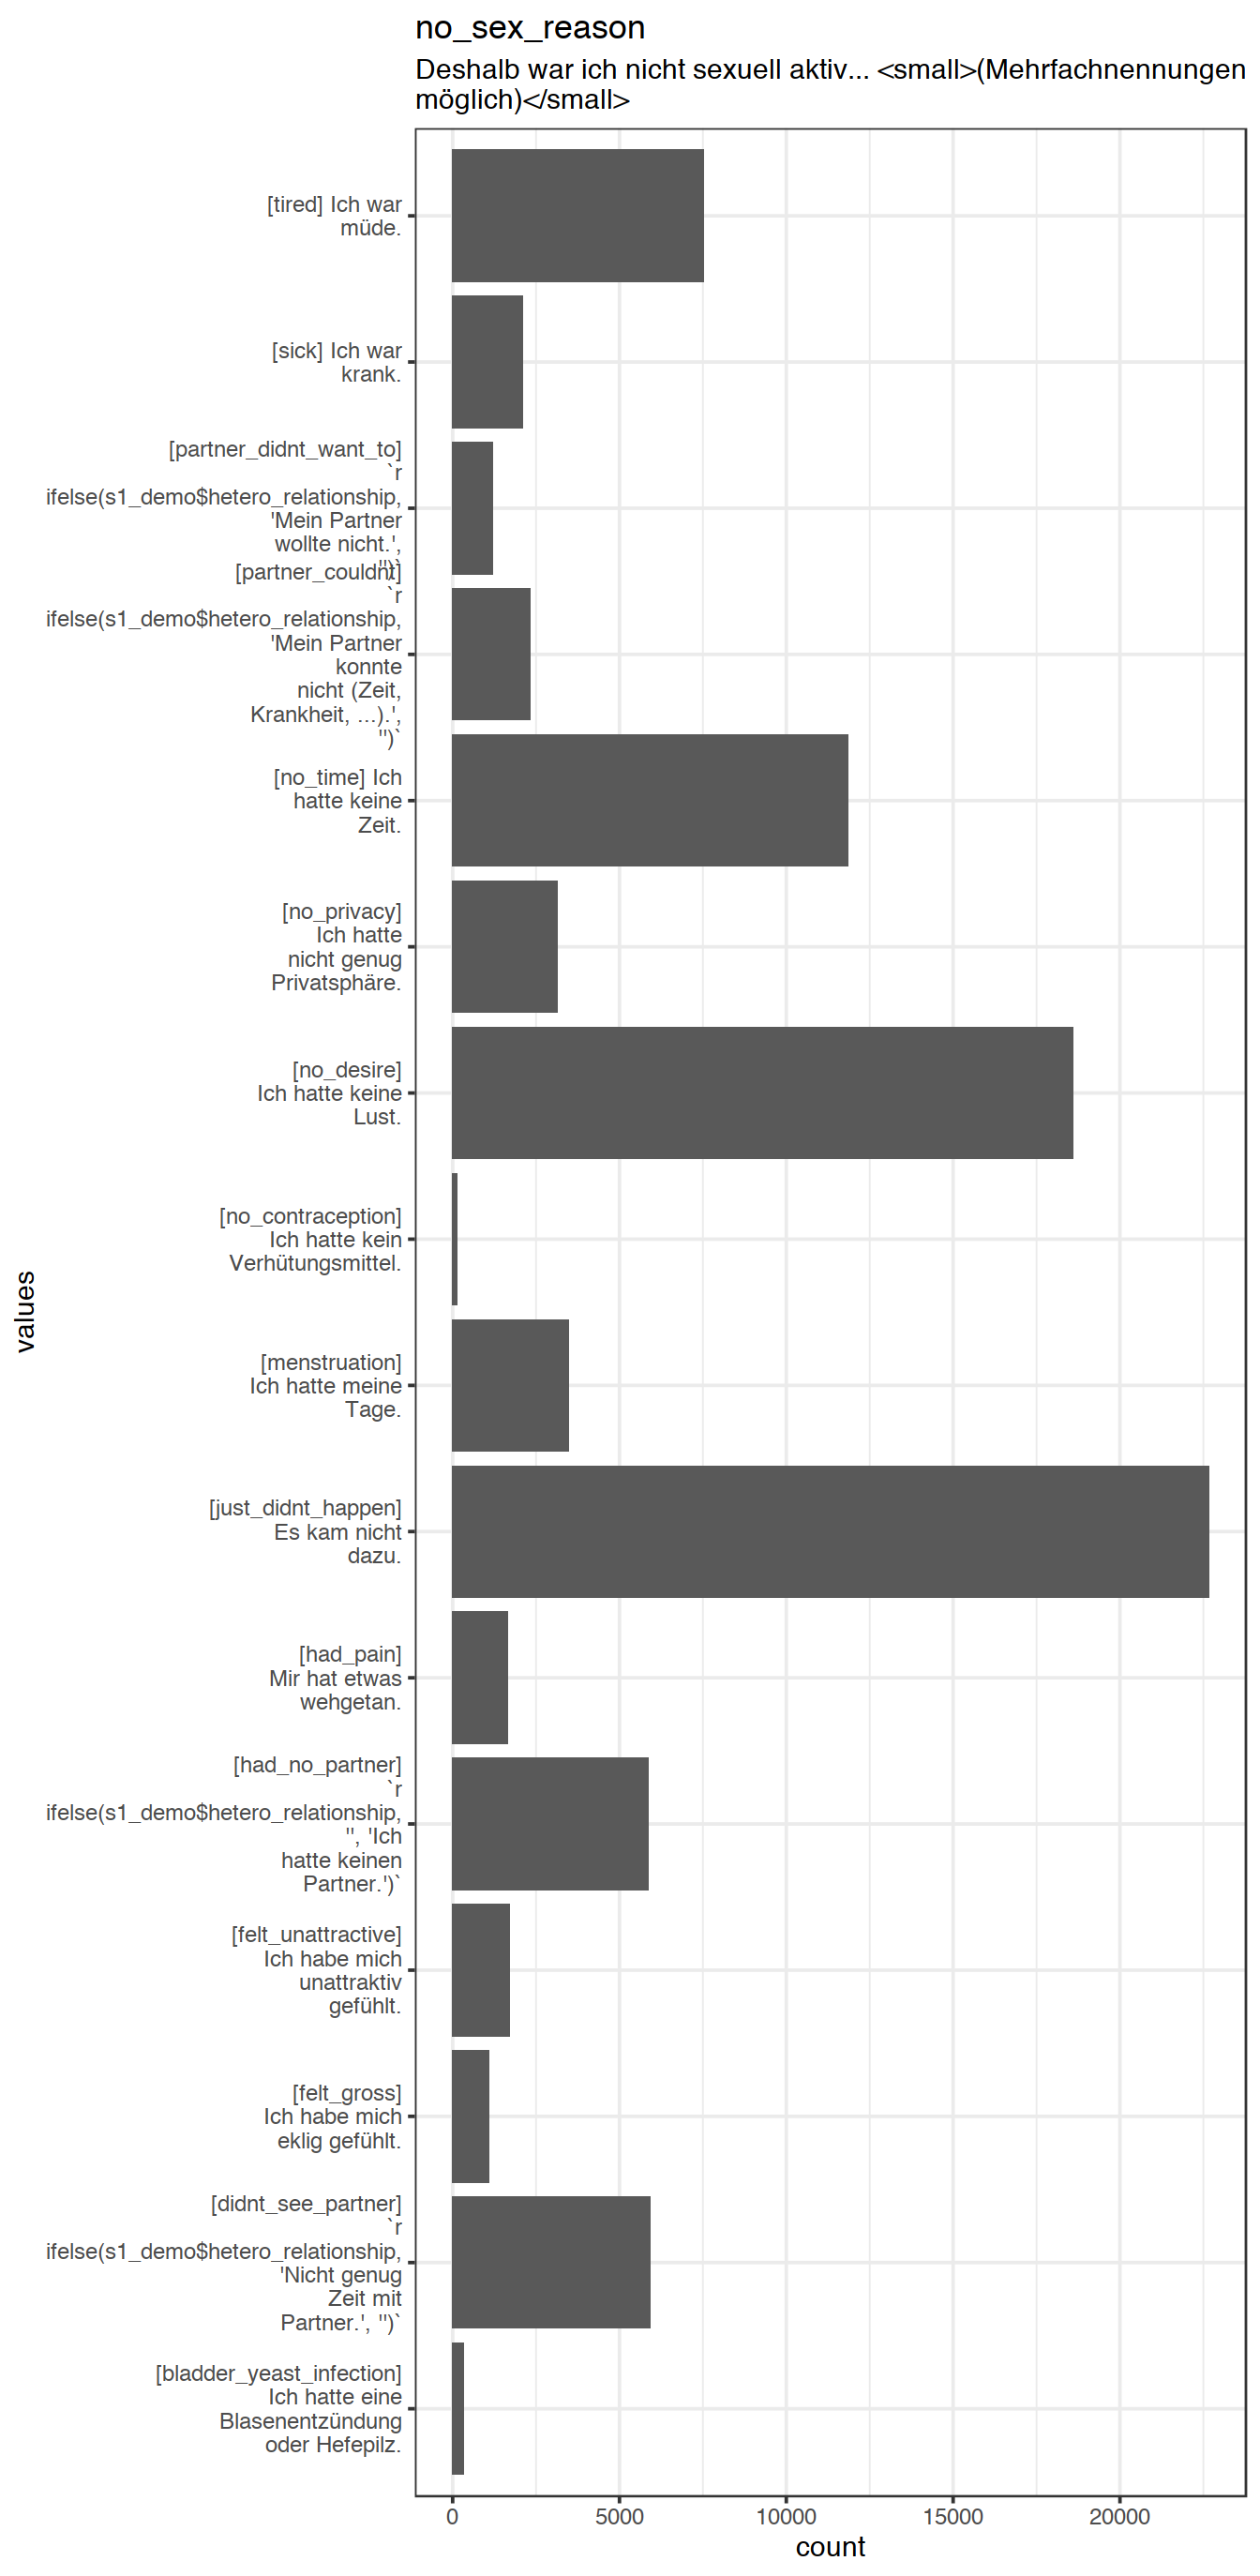 no_sex_reason
Deshalb war ich nicht sexuell aktiv... <small>(Mehrfachnennungen
möglich)</small>
[tired] Ich war
müde.
[sick] Ich war
krank.
[partner_didnt_want_to]
`r
ifelse(s1_demo$hetero_relationship,
'Mein Partner
wollte nicht.',
'')`
[partner_couldnt]
`r
ifelse(s1_demo$hetero_relationship,
'Mein Partner
konnte
nicht (Zeit,
Krankheit, ...).',
'')`
[no_time] Ich
hatte keine
Zeit.
[no_privacy]
Ich hatte
nicht genug
Privatsphäre.
[no_desire]
Ich hatte keine
Lust.
[no_contraception]
Ich hatte kein
Verhütungsmittel.
[menstruation]
Ich hatte meine
Tage.
[just_didnt_happen]
Es kam nicht
dazu.
[had_pain]
Mir hat etwas
wehgetan.
[had_no_partner]
`r
ifelse(s1_demo$hetero_relationship,
'', 'Ich
hatte keinen
Partner.')`
[felt_unattractive]
Ich habe mich
unattraktiv
gefühlt.
[felt_gross]
Ich habe mich
eklig gefühlt.
[didnt_see_partner]
`r
ifelse(s1_demo$hetero_relationship,
'Nicht genug
Zeit mit
Partner.', '')`
[bladder_yeast_infection]
Ich hatte eine
Blasenentzündung
oder Hefepilz.
values
0 5000 10000 15000 20000
count